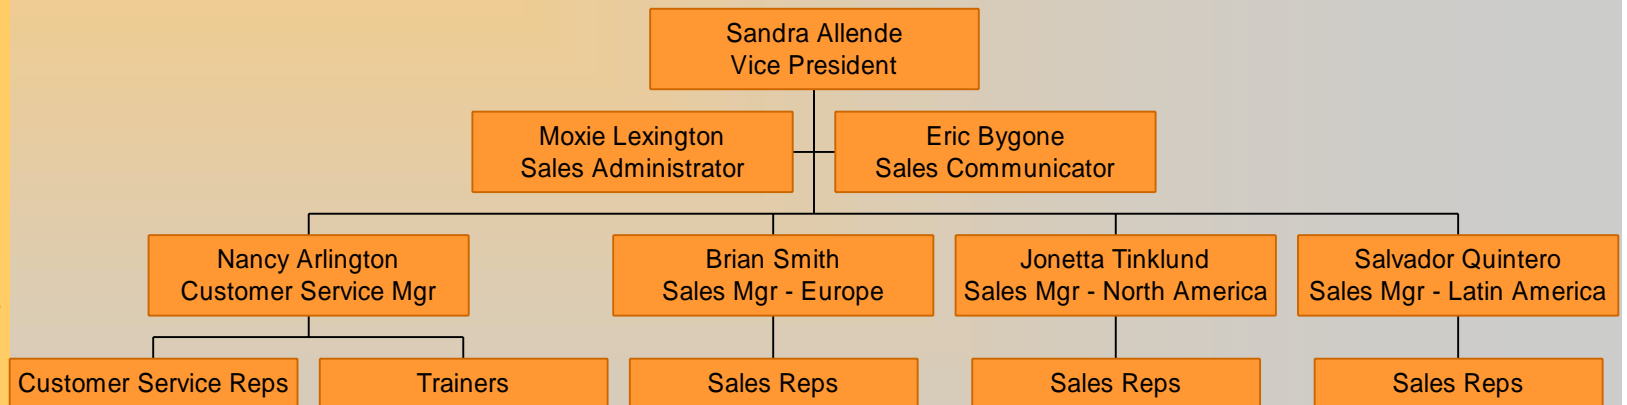 Sandra Allende
Vice President
Moxie Lexington
Sales Administrator
Eric Bygone
Sales Communicator
Nancy Arlington
Customer Service Mgr
Brian Smith
Sales Mgr - Europe
Jonetta Tinklund
Sales Mgr - North America
Salvador Quintero
Sales Mgr - Latin America
Customer Service Reps
Trainers
Sales Reps
Sales Reps
Sales Reps